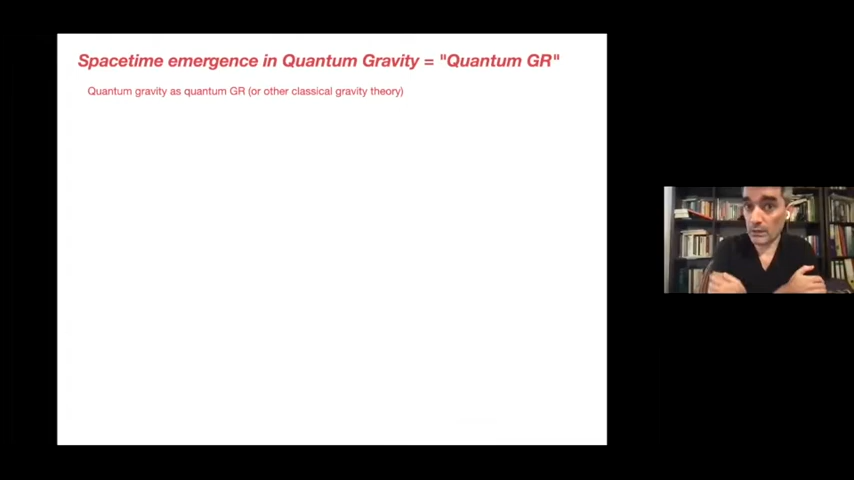 Spacetime emergence in Quantum Gravity = "Quantum GR"
Quantum gravity as quantum GR (or other classical gravity theory)